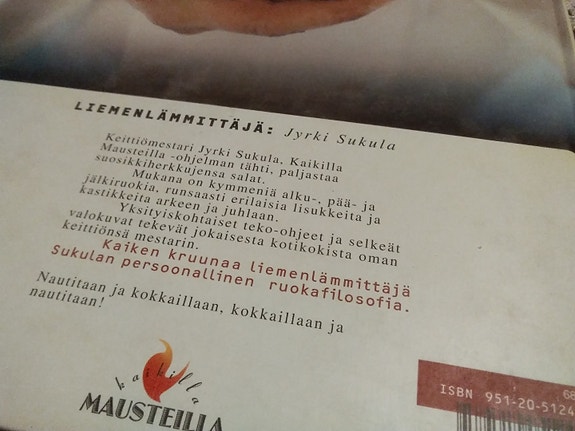 LIEMENLÄMMITTÄJÄ: Jyrki Sukula
Keittiömestari Jyrki Sukula, Kaikilla
Mausteilla -ohjelman tähti, paljastaa
suosikkiherkkujensa salat.
Mukana on kymmeniä alku-, pää- ja
jälkiruokia, runsaasti erilaisia lisukkeita ja
kastikkeita arkeen ja juhlaan.
Yksityiskohtaiset teko-ohjeet ja selkeät
valokuvat tekevät jokaisesta kotikokista oman
keittiönsä mestarin.
Kaiken kruunaa liemenlämmittäjä
Sukulan persoonallinen ruokafilosofia.
Nautitaan ja kokkaillaan, kokkaillaan ja
nautitaan!
kaikilla
MAUSTEILLA
68
ISBN 951-20-5124